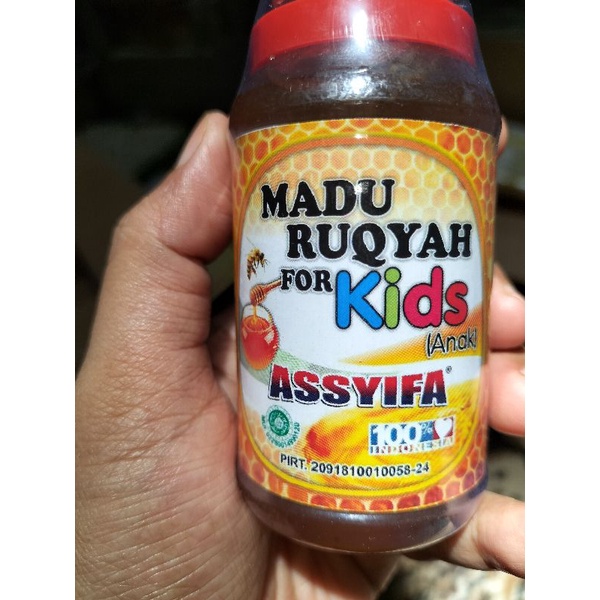 MADU
RUQYAH
FOR Kids
(Anak)
ASSYIFA®
100%
INDONESIA
PIRT. 2091810010058-24